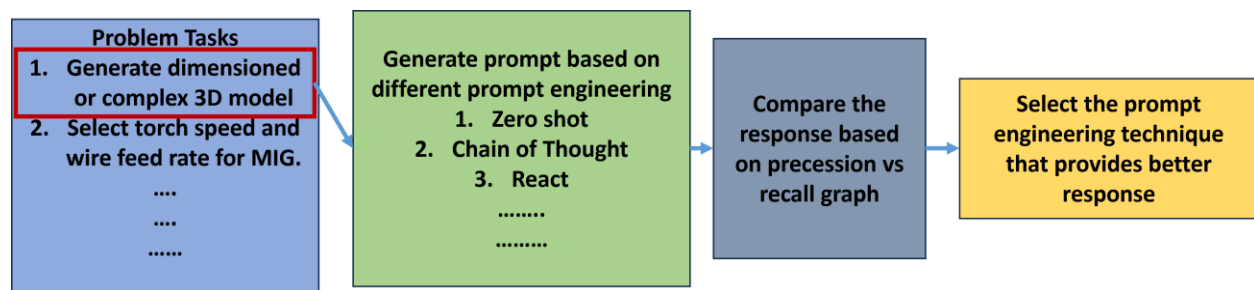 Problem Tasks
1. Generate dimensioned
or complex 3D model
2. Select torch speed and
wire feed rate for MIG.
....
....
......
Generate prompt based on
different prompt engineering
1. Zero shot
2. Chain of Thought
3. React
........
.........
Compare the
response based
on precession vs
recall graph
Select the prompt
engineering technique
that provides better
response